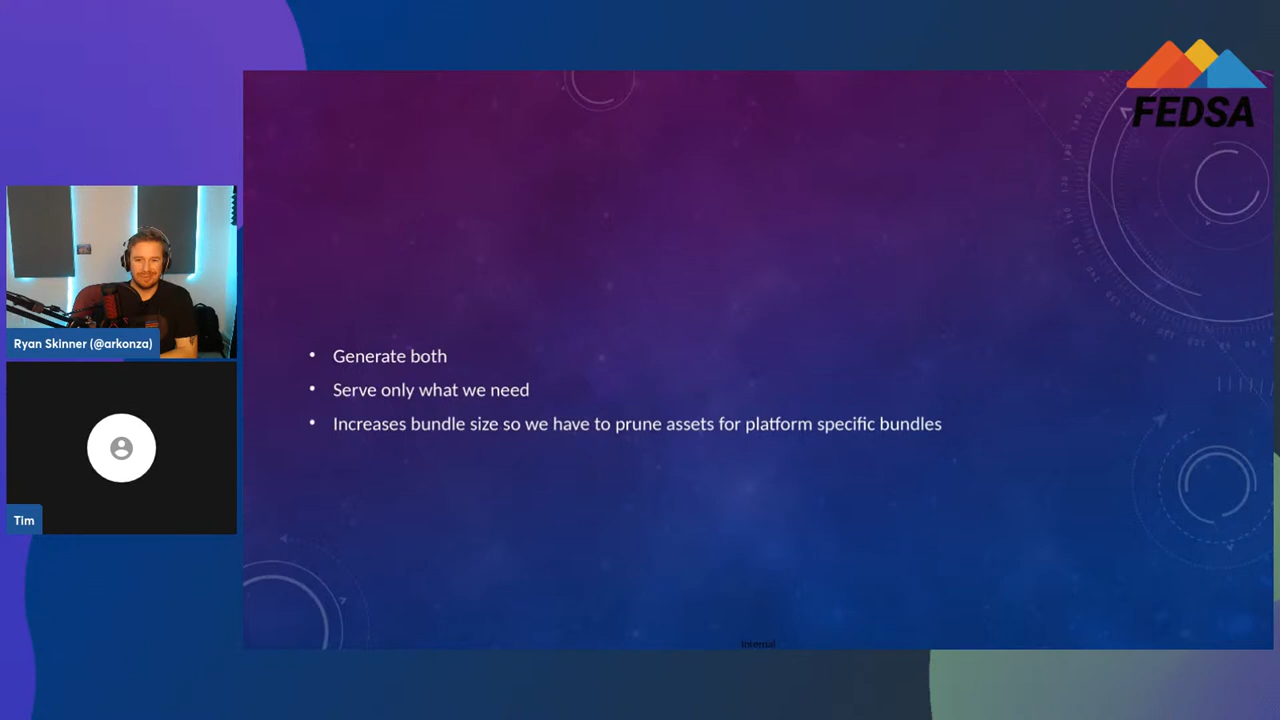 FEDSA
Ryan Skinner (@arkonza)
Tim
• Generate both
• Serve only what we need
• Increases bundle size so we have to prune assets for platform specific bundles
Internal